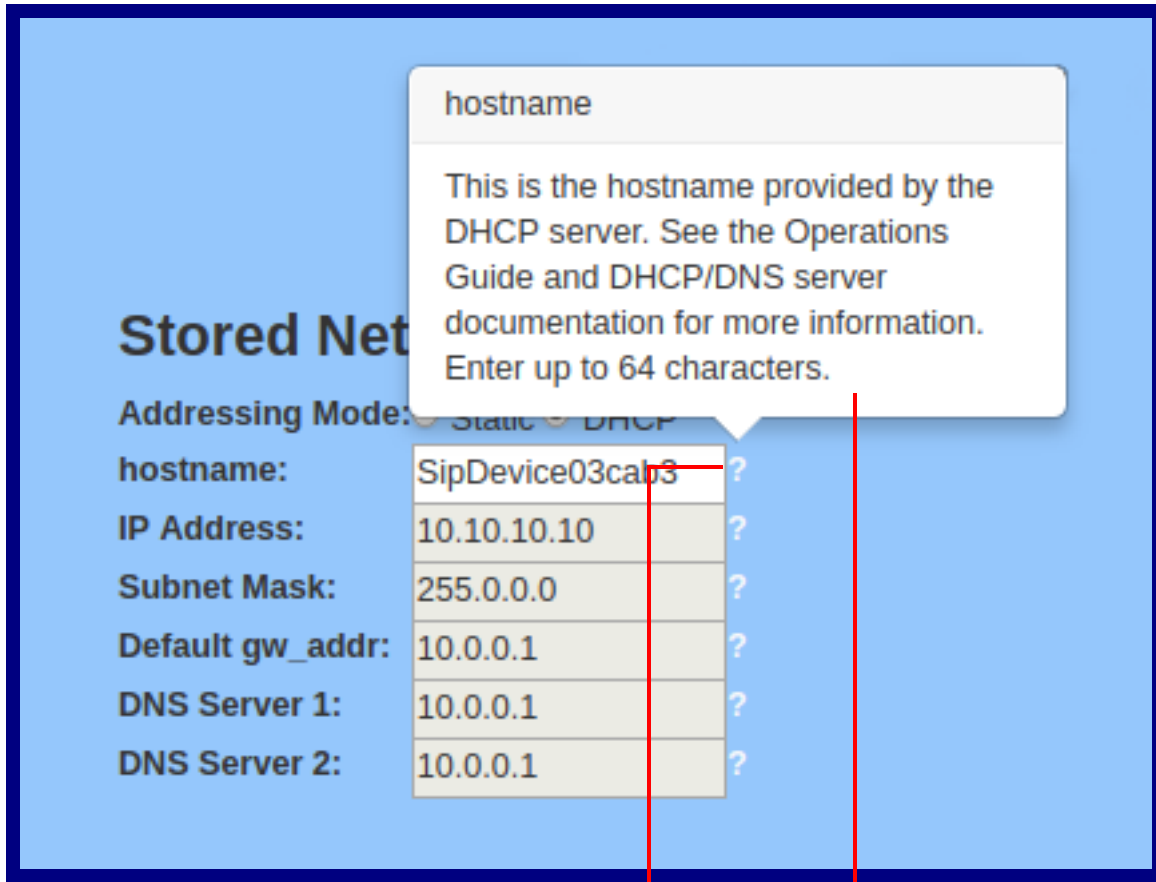 hostname
This is the hostname provided by the
DHCP server. See the Operations
Guide and DHCP/DNS server
documentation for more information.
Enter up to 64 characters.
Stored Net
Addressing Mode: Static DHCP
hostname: SipDevice03cab3 ?
IP Address: 10.10.10.10 ?
Subnet Mask: 255.0.0.0 ?
Default gw_addr: 10.0.0.1 ?
DNS Server 1: 10.0.0.1 ?
DNS Server 2: 10.0.0.1 ?